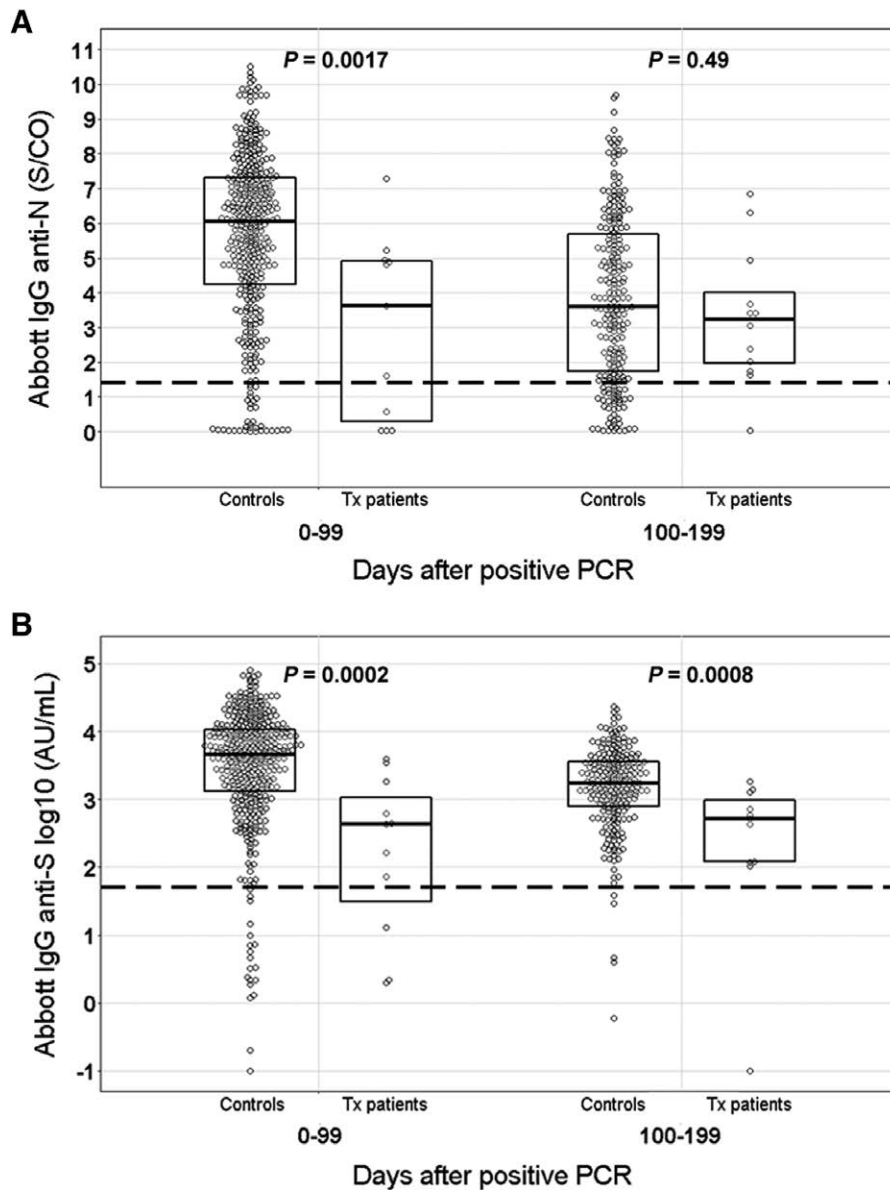 A
P = 0.0017
P = 0.49
Abbott IgG anti-N (S/CO)
11
10
9
8
7
6
5
4
3
2
1
0
Controls
Tx patients
Controls
Tx patients
0-99
100-199
Days after positive PCR
B
P = 0.0002
P = 0.0008
Abbott IgG anti-S log10 (AU/mL)
5
4
3
2
1
0
-1
Controls
Tx patients
Controls
Tx patients
0-99
100-199
Days after positive PCR